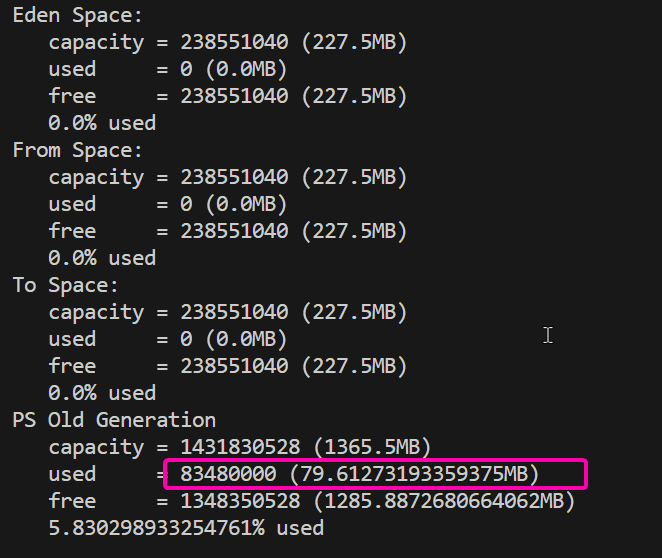 Eden Space:
   capacity = 238551040 (227.5MB)
   used     = 0 (0.0MB)
   free     = 238551040 (227.5MB)
   0.0% used
From Space:
   capacity = 238551040 (227.5MB)
   used     = 0 (0.0MB)
   free     = 238551040 (227.5MB)
   0.0% used
To Space:
   capacity = 238551040 (227.5MB)
   used     = 0 (0.0MB)
   free     = 238551040 (227.5MB)
   0.0% used
PS Old Generation
   capacity = 1431830528 (1365.5MB)
   used     = 83480000 (79.61273193359375MB)
   free     = 1348350528 (1285.8872680664062MB)
   5.830298933254761% used